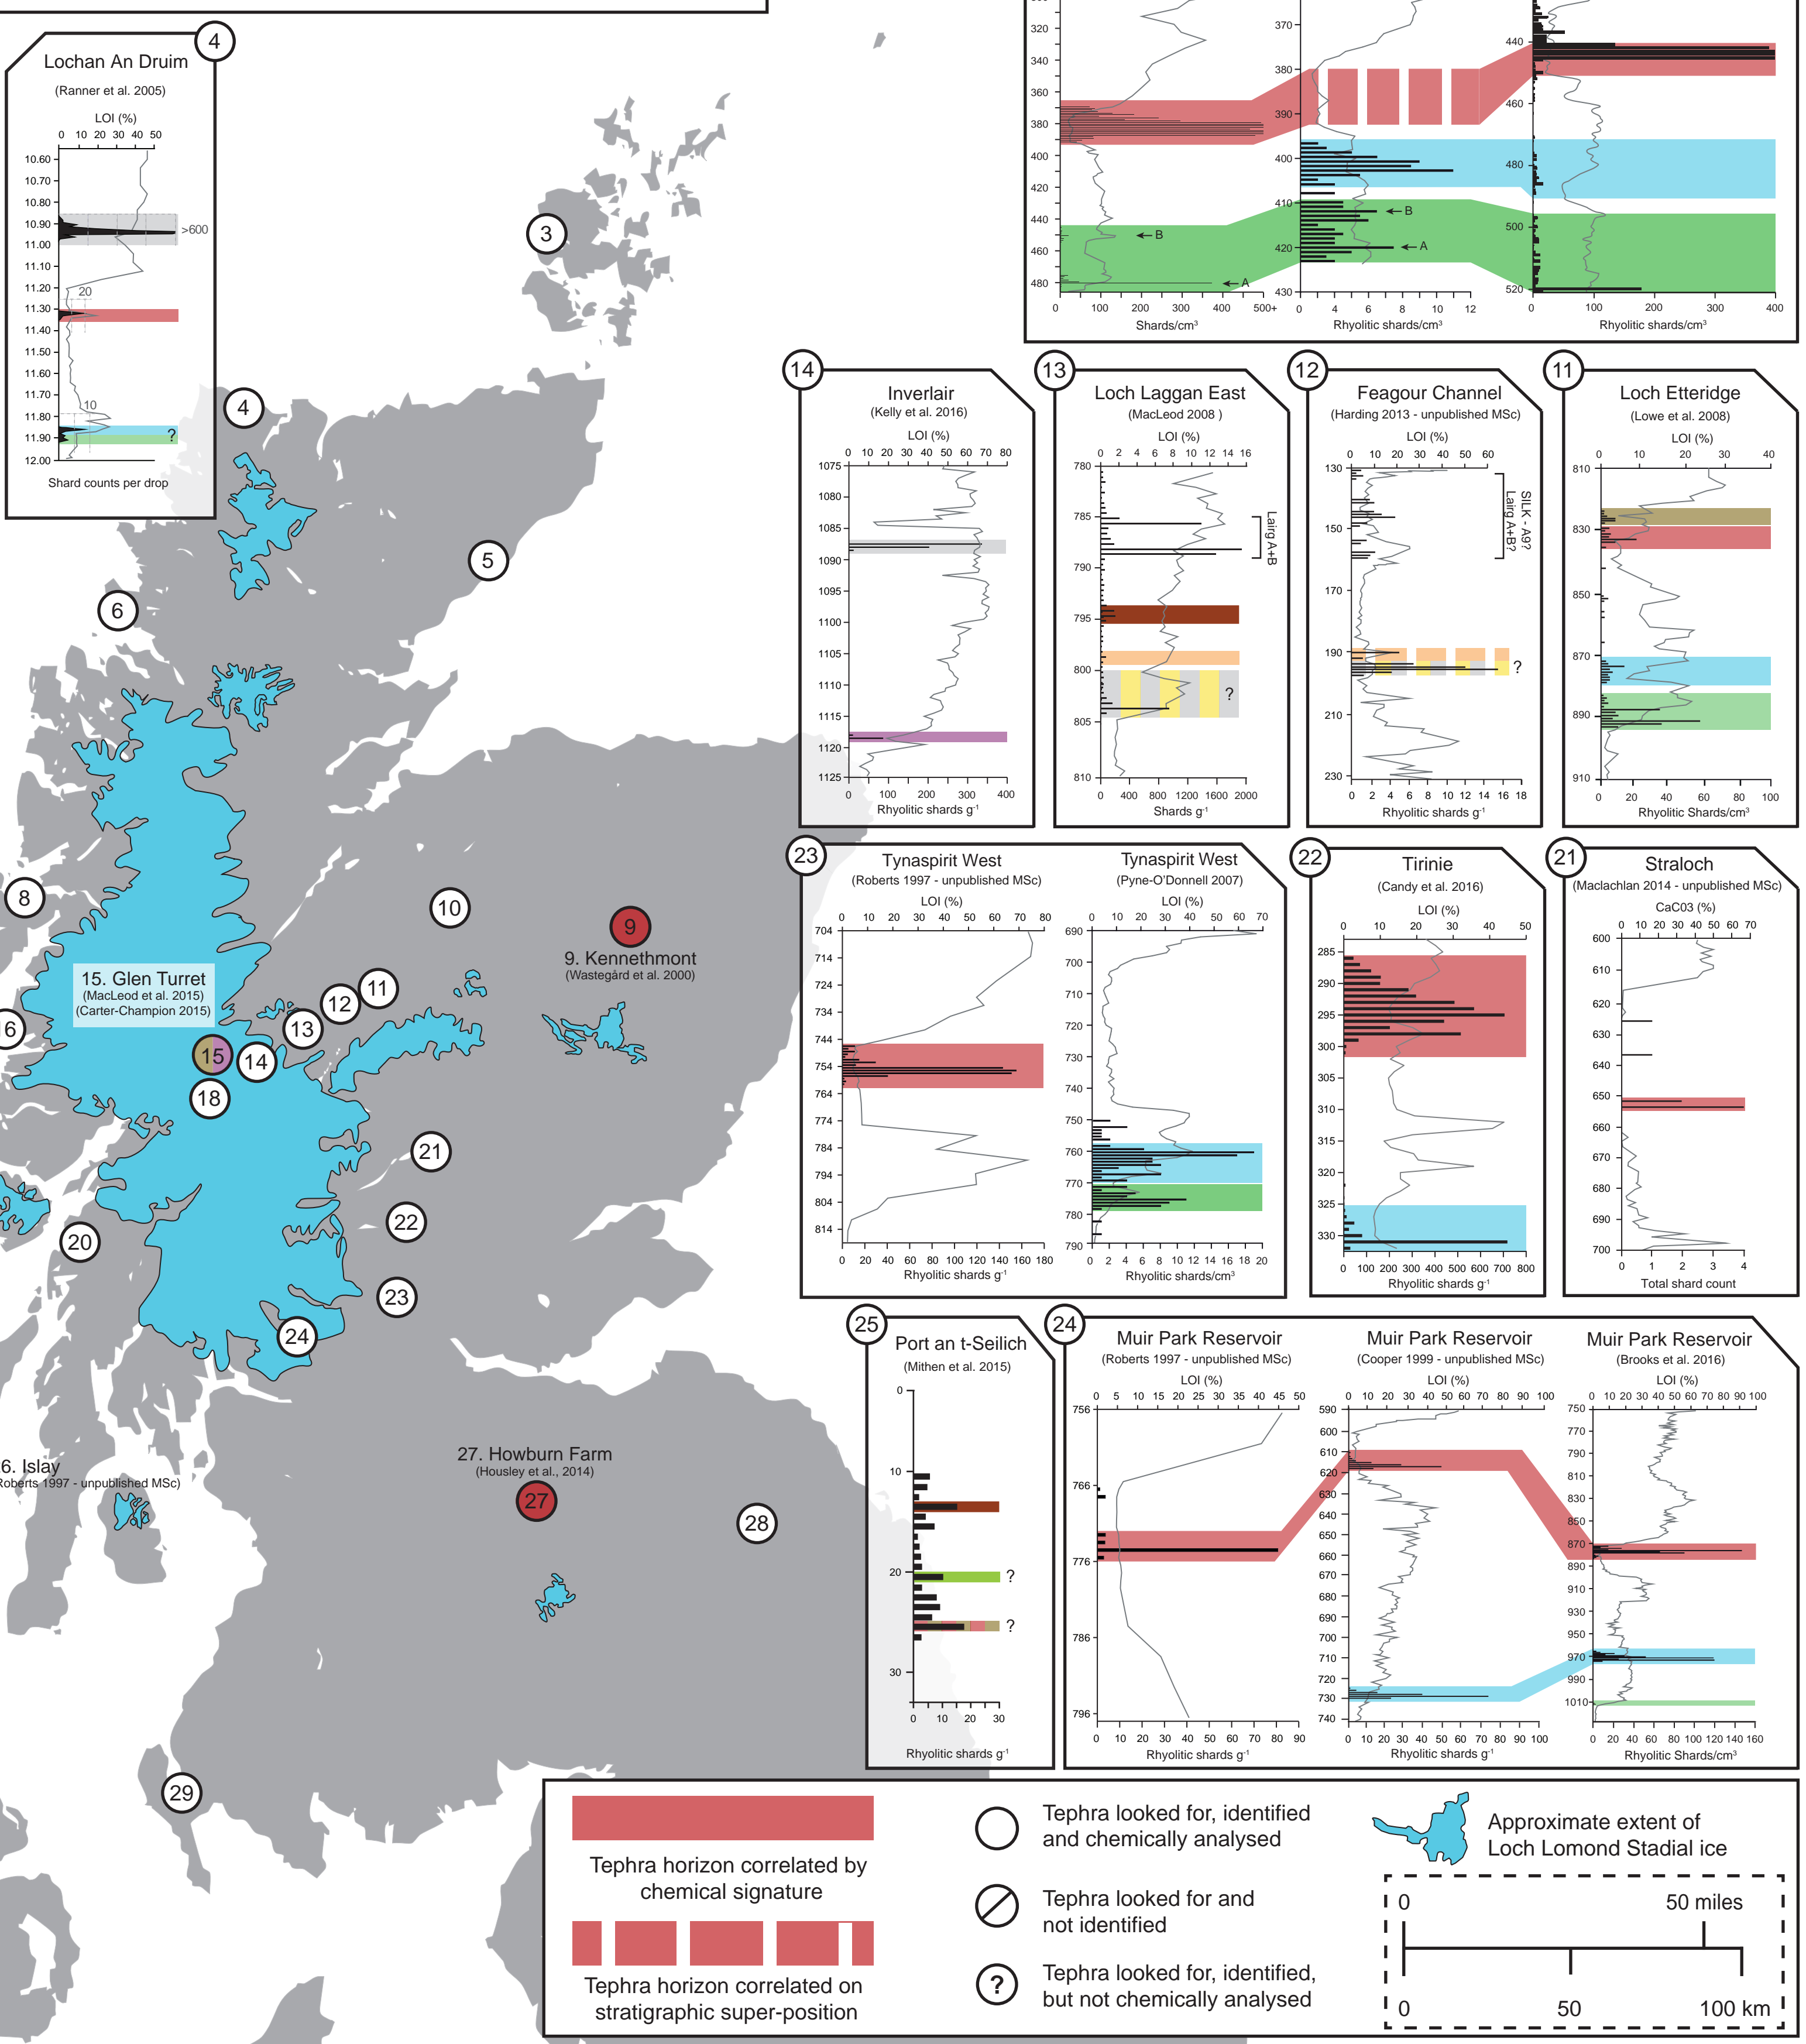 4
Lochan An Druim
(Ranner et al. 2005)
LOI (%)
0 10 20 30 40 50
10.60
10.70
10.80
10.90
>600
11.00
11.10
11.20
20
11.30
11.40
11.50
11.60
11.70
10
11.80
11.90
?
12.00
Shard counts per drop
320
340
360
380
400
420
440
460
480
B
A
0 100 200 300 400 500+
Shards/cm³
370
380
390
400
410
420
430
B
A
0 2 4 6 8 10 12
Rhyolitic shards/cm³
440
460
480
500
520
0 100 200 300 400
Rhyolitic shards/cm³
3
4
5
6
8
10
9
9. Kennethmont
(Wastegård et al. 2000)
15. Glen Turret
(MacLeod et al. 2015)
(Carter-Champion 2015)
11
12
13
16
15
14
18
21
22
20
23
24
6. Islay
Roberts 1997 - unpublished MSc)
27. Howburn Farm
(Housley et al., 2014)
27
28
29
14
Inverlair
(Kelly et al. 2016)
LOI (%)
0 10 20 30 40 50 60 70 80
1075
1080
1085
1090
1095
1100
1105
1110
1115
1120
1125
0 100 200 300 400
Rhyolitic shards g⁻¹
13
Loch Laggan East
(MacLeod 2008 )
LOI (%)
0 2 4 6 8 10 12 14 16
780
785
790
795
800
805
810
Lairg A+B
?
0 400 800 1200 1600 2000
Shards g⁻¹
12
Feagour Channel
(Harding 2013 - unpublished MSc)
LOI (%)
0 10 20 30 40 50 60
130
150
170
190
210
230
SILK - A9?
Lairg A+B?
?
0 2 4 6 8 10 12 14 16 18
Rhyolitic shards g⁻¹
11
Loch Etteridge
(Lowe et al. 2008)
LOI (%)
0 10 20 30 40
810
830
850
870
890
910
0 20 40 60 80 100
Rhyolitic Shards/cm³
23
Tynaspirit West
(Roberts 1997 - unpublished MSc)
LOI (%)
0 10 20 30 40 50 60 70 80
704
714
724
734
744
754
764
774
784
794
804
814
0 20 40 60 80 100 120 140 160 180
Rhyolitic shards g⁻¹
Tynaspirit West
(Pyne-O'Donnell 2007)
LOI (%)
0 10 20 30 40 50 60 70
690
700
710
720
730
740
750
760
770
780
790
0 2 4 6 8 10 12 14 16 18 20
Rhyolitic shards/cm³
22
Tirinie
(Candy et al. 2016)
LOI (%)
0 10 20 30 40 50
285
290
295
300
305
310
315
320
325
330
0 100 200 300 400 500 600 700 800
Rhyolitic shards g⁻¹
21
Straloch
(Maclachlan 2014 - unpublished MSc)
CaC03 (%)
0 10 20 30 40 50 60 70
600
610
620
630
640
650
660
670
680
690
700
0 1 2 3 4
Total shard count
25
Port an t-Seilich
(Mithen et al. 2015)
0
10
20
30
?
?
0 10 20 30
Rhyolitic shards g⁻¹
24
Muir Park Reservoir
(Roberts 1997 - unpublished MSc)
LOI (%)
0 5 10 15 20 25 30 35 40 45 50
756
766
776
786
796
0 10 20 30 40 50 60 70 80 90
Rhyolitic shards g⁻¹
Muir Park Reservoir
(Cooper 1999 - unpublished MSc)
LOI (%)
0 10 20 30 40 50 60 70 80 90 100
590
600
610
620
630
640
650
660
670
680
690
700
710
720
730
740
0 10 20 30 40 50 60 70 80 90 100
Rhyolitic shards g⁻¹
Muir Park Reservoir
(Brooks et al. 2016)
LOI (%)
0 10 20 30 40 50 60 70 80 90 100
750
770
790
810
830
850
870
890
910
930
950
970
990
1010
0 20 40 60 80 100 120 140 160
Rhyolitic Shards/cm³
Tephra horizon correlated by
chemical signature
Tephra horizon correlated on
stratigraphic super-position
Tephra looked for, identified
and chemically analysed
Tephra looked for and
not identified
?
Tephra looked for, identified,
but not chemically analysed
Approximate extent of
Loch Lomond Stadial ice
0 50 miles
0 50 100 km